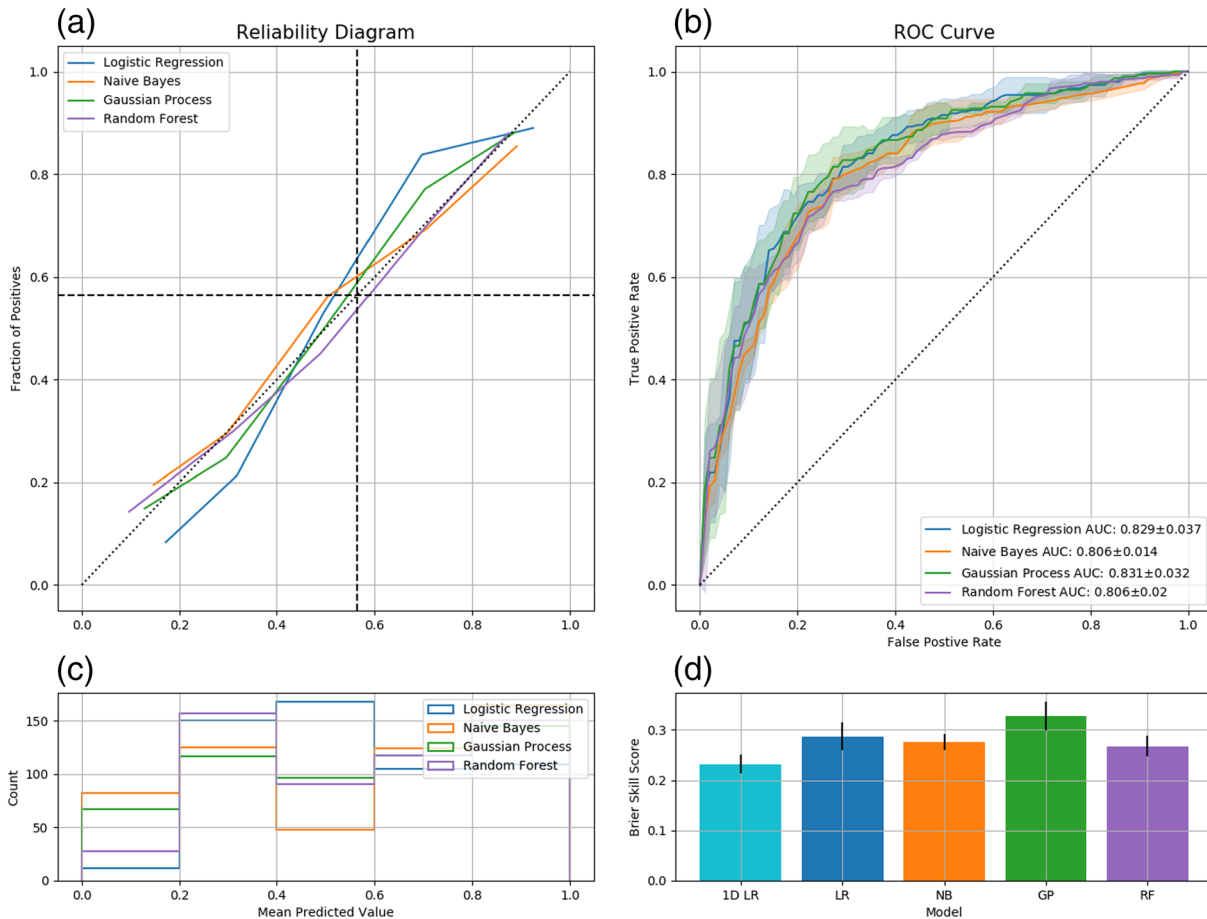 (a)
Reliability Diagram
Logistic Regression
Naive Bayes
Gaussian Process
Random Forest
1.0
0.8
0.6
0.4
0.2
0.0
Fraction of Positives
0.0 0.2 0.4 0.6 0.8 1.0
(b)
ROC Curve
1.0
0.8
0.6
0.4
0.2
0.0
True Positive Rate
Logistic Regression AUC: 0.829±0.037
Naive Bayes AUC: 0.806±0.014
Gaussian Process AUC: 0.831±0.032
Random Forest AUC: 0.806±0.02
0.0 0.2 0.4 0.6 0.8 1.0
False Postive Rate
(c)
150
100
50
0
Count
Logistic Regression
Naive Bayes
Gaussian Process
Random Forest
0.0 0.2 0.4 0.6 0.8 1.0
Mean Predicted Value
(d)
0.3
0.2
0.1
0.0
Brier Skill Score
1D LR LR NB GP RF
Model